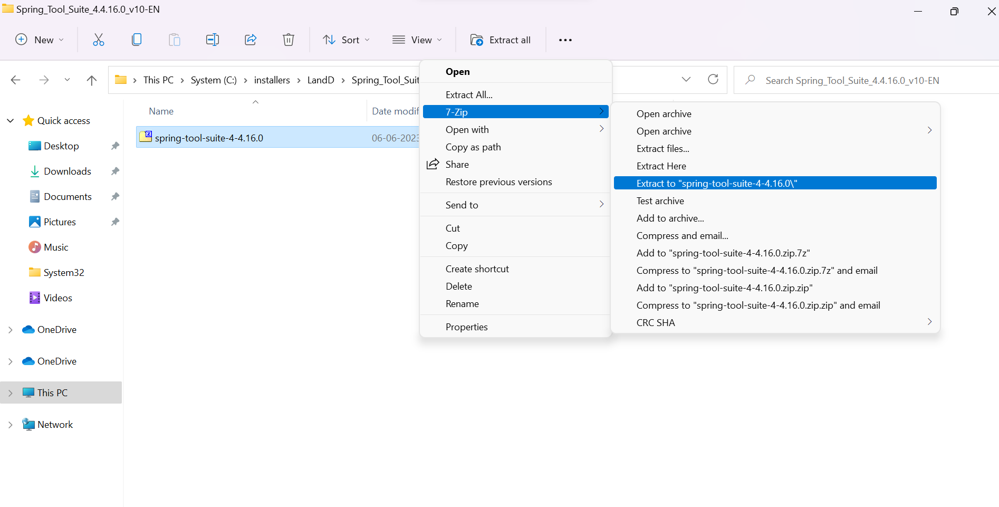 Spring_Tool_Suite_4.4.16.0_v10-EN
New
Sort
View
Extract all
This PC
System (C:)
installers
LandD
Spring_Tool_Suit
Search Spring_Tool_Suite_4.4.16.0_v10-EN
Name
Date modif
spring-tool-suite-4-4.16.0
06-06-2023
Quick access
Desktop
Downloads
Documents
Pictures
Music
System32
Videos
OneDrive
OneDrive
This PC
Network
Open
Extract All...
7-Zip
Open with
Copy as path
Share
Restore previous versions
Send to
Cut
Copy
Create shortcut
Delete
Rename
Properties
Open archive
Open archive
Extract files...
Extract Here
Extract to "spring-tool-suite-4-4.16.0\"
Test archive
Add to archive...
Compress and email...
Add to "spring-tool-suite-4-4.16.0.zip.7z"
Compress to "spring-tool-suite-4-4.16.0.zip.7z" and email
Add to "spring-tool-suite-4-4.16.0.zip.zip"
Compress to "spring-tool-suite-4-4.16.0.zip.zip" and email
CRC SHA